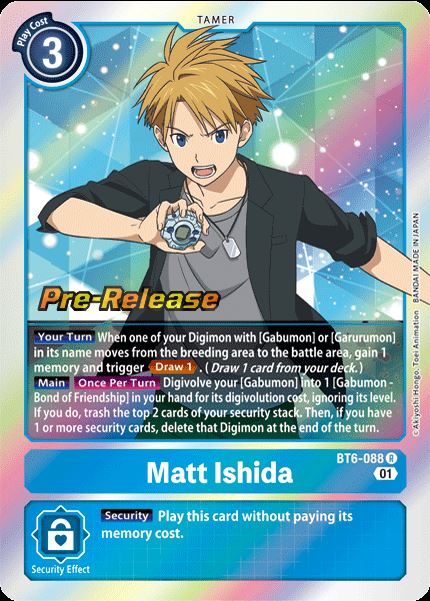 TAMER
Play Cost
3
Pre-Release
Your Turn When one of your Digimon with [Gabumon] or [Garurumon]
in its name moves from the breeding area to the battle area, gain 1
memory and trigger Draw 1. (Draw 1 card from your deck.)
Main Once Per Turn Digivolve your [Gabumon] into 1 [Gabumon -
Bond of Friendship] in your hand for its digivolution cost, ignoring its level.
If you do, trash the top 2 cards of your security stack. Then, if you have
1 or more security cards, delete that Digimon at the end of the turn.
©Akiyoshi Hongo, Toei Animation BANDAI MADE IN JAPAN
BT6-088 R
Matt Ishida
01
Security Play this card without paying its
memory cost.
Security Effect